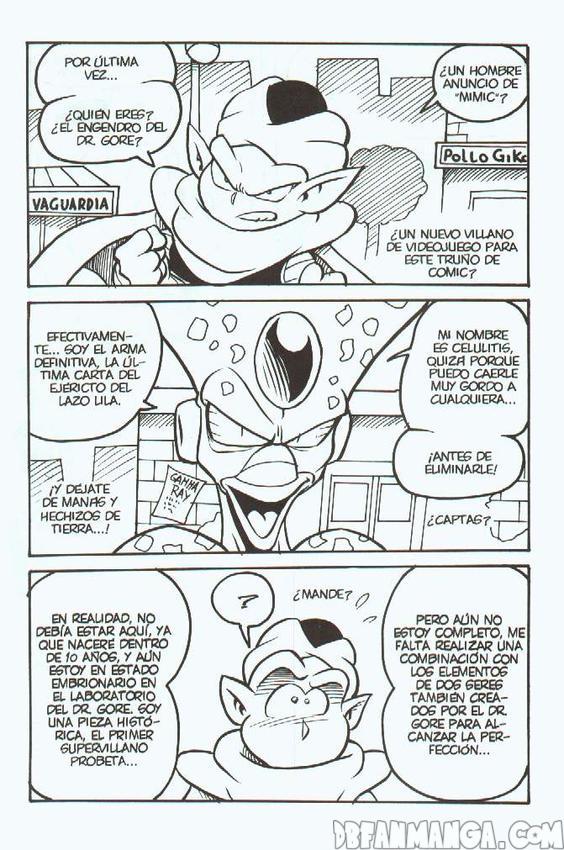 POR ÚLTIMA
VEZ...
¿QUIEN ERES?
¿EL ENGENDRO DEL
DR. GORE?
¿UN HOMBRE
ANUNCIO DE
"MIMIC"?
POLLO GIKO
VAGUARDIA
¿UN NUEVO VILLANO
DE VIDEOJUEGO PARA
ESTE TRUÑO DE
COMIC?
EFECTIVAMEN-
TE... SOY EL ARMA
DEFINITIVA, LA ÚL-
TIMA CARTA DEL
EJERICTO DEL
LAZO LILA.
MI NOMBRE
ES CELULITIS,
QUIZA PORQUE
PUEDO CAERLE
MUY GORDO A
CUALQUIERA...
¡ANTES DE
ELIMINARLE!
GAMMA
RAY
¡Y DEJATE
DE MANAS Y
HECHIZOS DE
TIERRA...!
¿CAPTAS?
?
¿MANDE?
EN REALIDAD, NO
DEBÍA ESTAR AQUÍ, YA
QUE NACERE DENTRO
DE 10 AÑOS, Y AÚN
ESTOY EN ESTADO
EMBRIONARIO EN EL
LABORATORIO
DEL DR. GORE. SOY
UNA PIEZA HISTÓ-
RICA, EL PRIMER
SUPERVILLANO
PROBETA...
PERO AÚN NO
ESTOY COMPLETO, ME
FALTA REALIZAR UNA
COMBINACIÓN CON
LOS ELEMENTOS
DE DOS SERES
TAMBIEN CREA-
DOS POR EL DR.
GORE PARA AL-
CANZAR LA PER-
FECCIÓN...
DBFANMANGA.COM